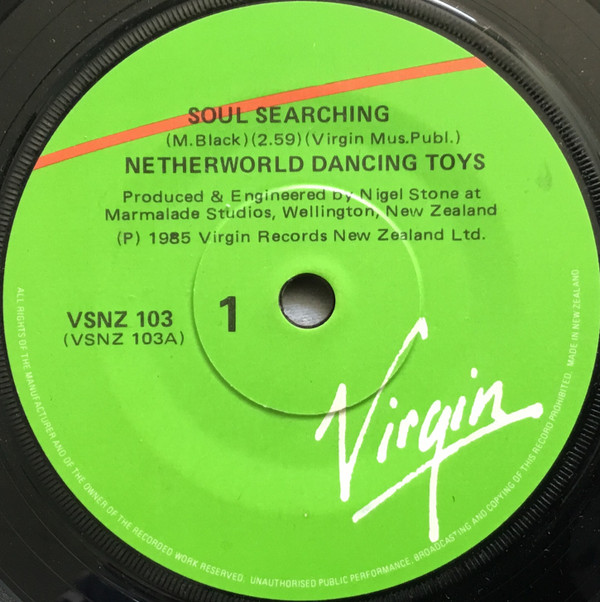 SOUL SEARCHING
(M.Black)(2.59)(Virgin Mus.Publ.)
NETHERWORLD DANCING TOYS
Produced & Engineered by Nigel Stone at
Marmalade Studios, Wellington, New Zealand
(P) 1985 Virgin Records New Zealand Ltd.
VSNZ 103
(VSNZ 103A)
1
Virgin
ALL RIGHTS OF THE MANUFACTURER AND OF THE OWNER OF THE RECORDED WORK RESERVED. UNAUTHORISED PUBLIC PERFORMANCE, BROADCASTING AND COPYING OF THIS RECORD PROHIBITED. MADE IN NEW ZEALAND